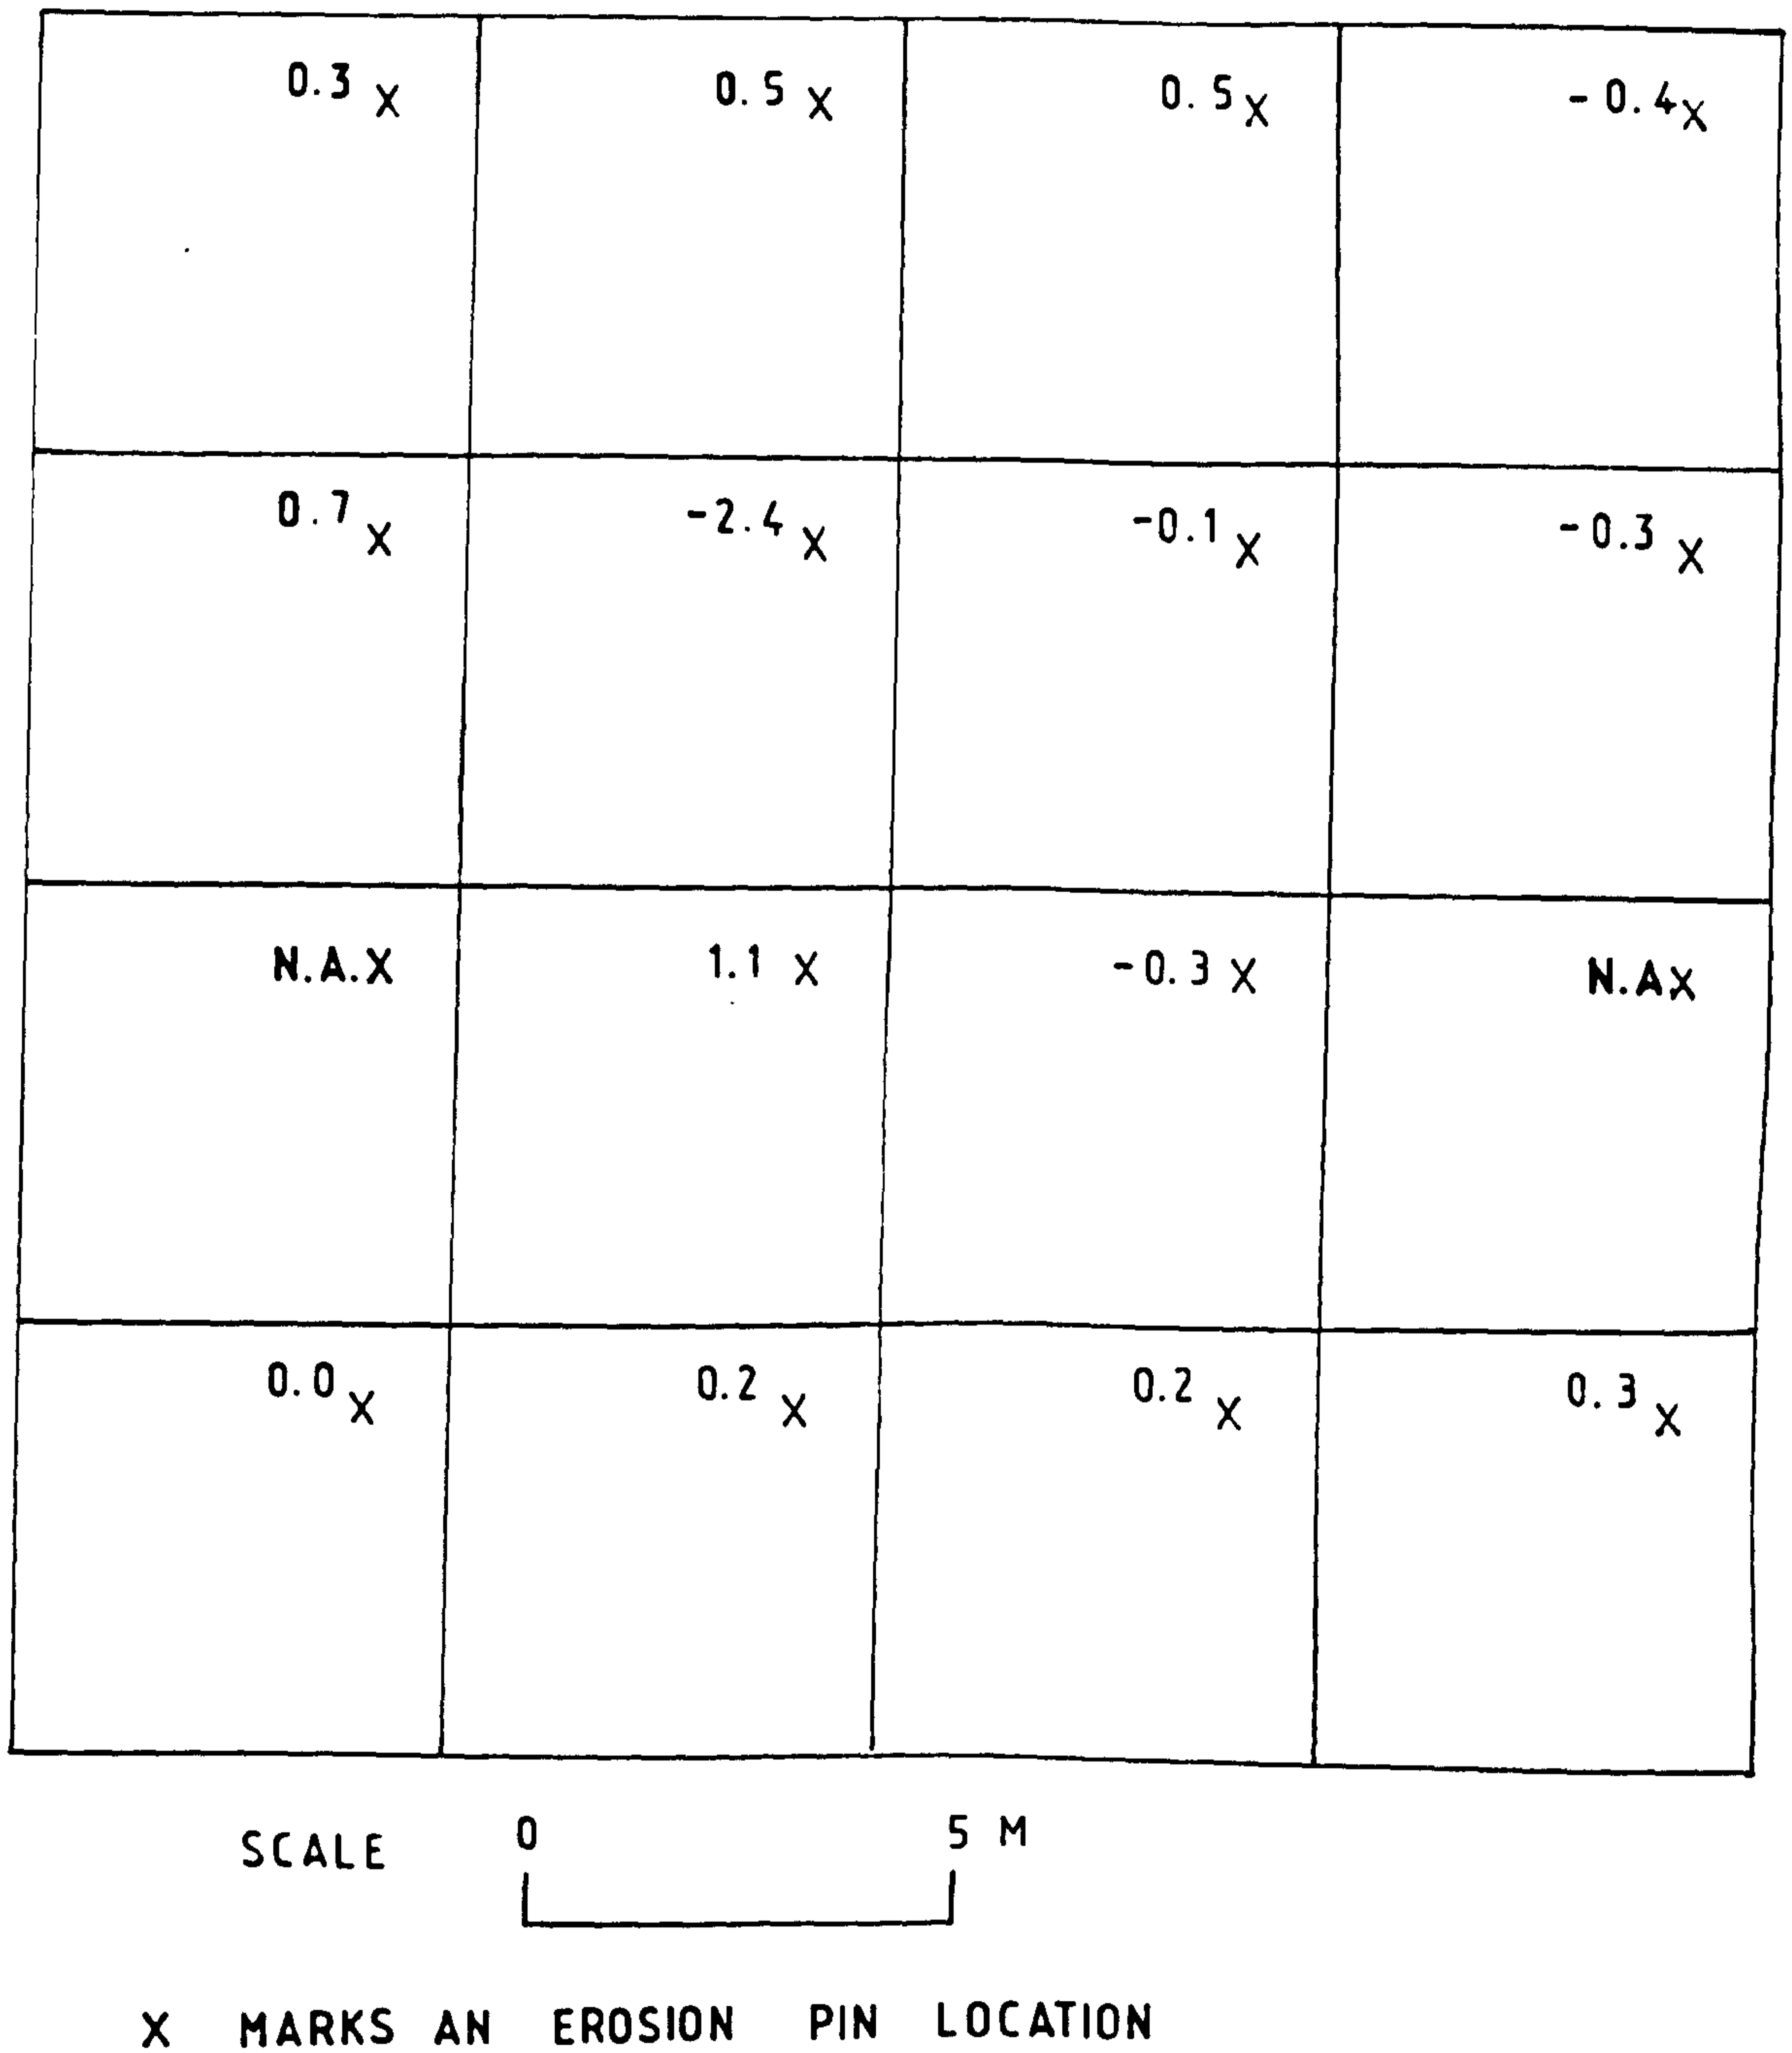 0.3 X 0.5 X 0.5 X -0.4 X
0.7 X -2.4 X -0.1 X -0.3 X
N.A. X 1.1 X -0.3 X N.A X
0.0 X 0.2 X 0.2 X 0.3 X
SCALE 0 5 M
X MARKS AN EROSION PIN LOCATION